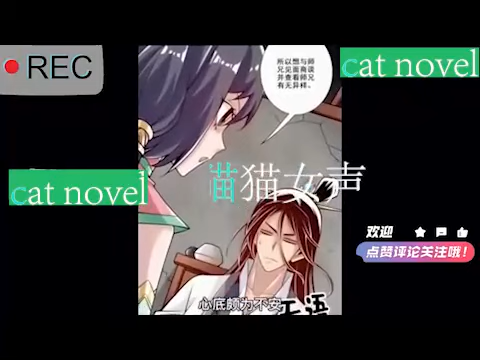 REC
所以想与师
兄见面商谈
并查看师兄
有无异样。
cat novel
cat novel
喵猫女声
欢迎
点赞评论关注哦！
心底颇为不安
无语